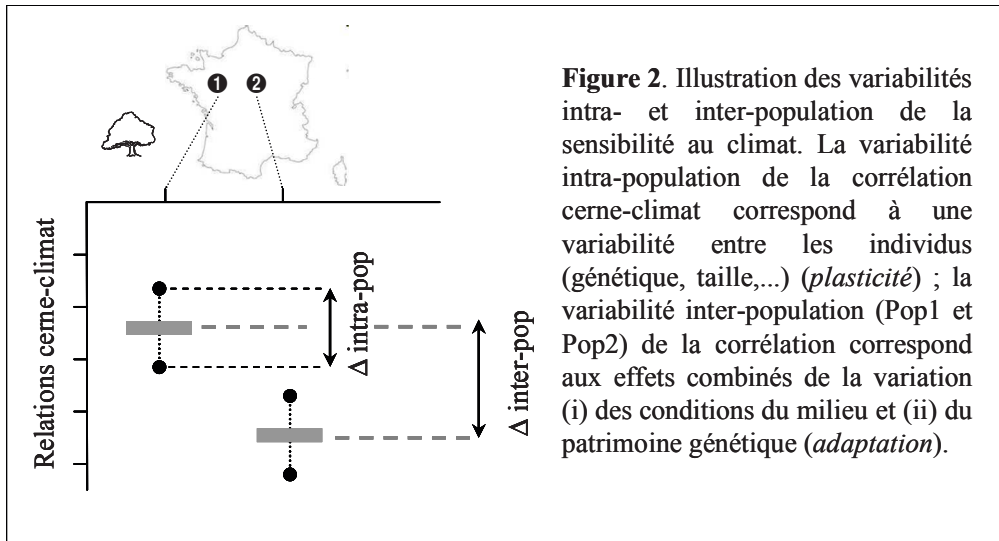 1 2
Relations cerne-climat
Δ intra-pop
Δ inter-pop
Figure 2. Illustration des variabilités
intra- et inter-population de la
sensibilité au climat. La variabilité
intra-population de la corrélation
cerne-climat correspond à une
variabilité entre les individus
(génétique, taille,...) (plasticité) ; la
variabilité inter-population (Pop1 et
Pop2) de la corrélation correspond
aux effets combinés de la variation
(i) des conditions du milieu et (ii) du
patrimoine génétique (adaptation).